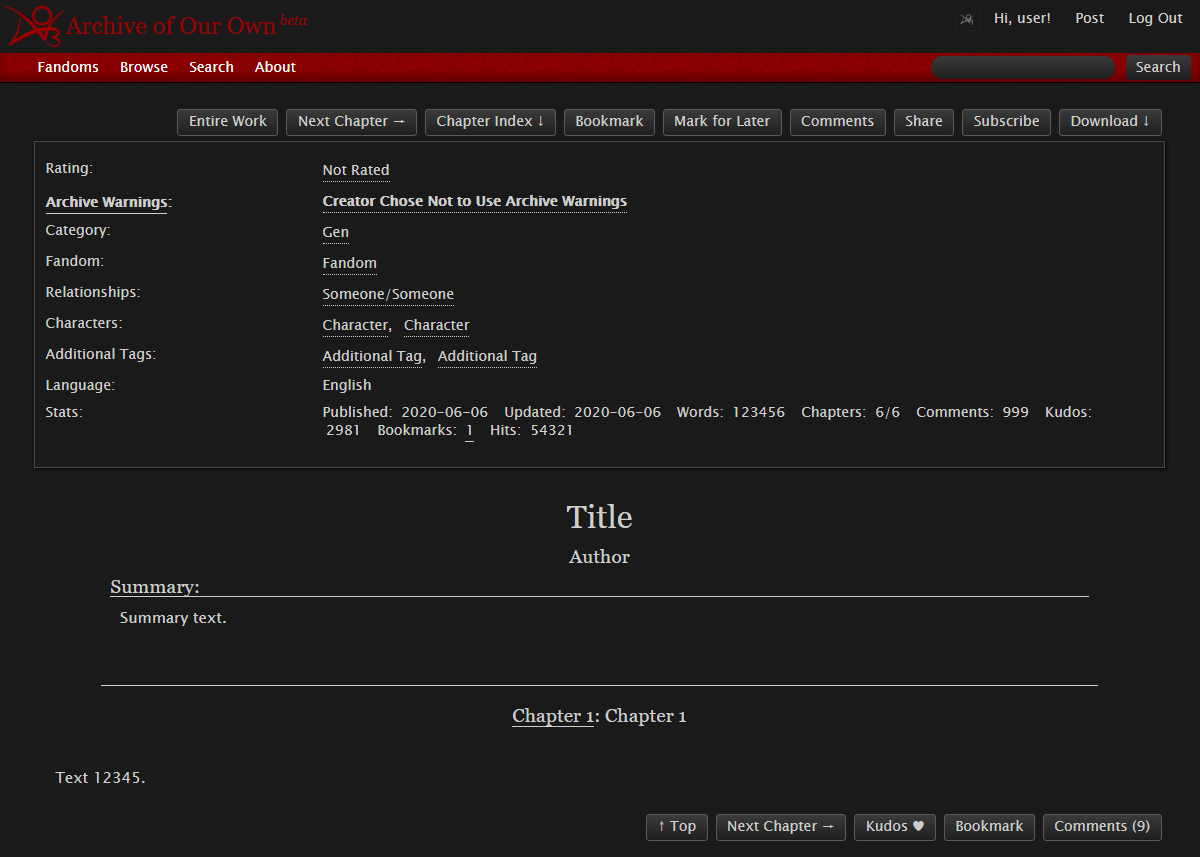 Archive of Our Own beta
Hi, user! Post Log Out
Fandoms Browse Search About Search
Entire Work Next Chapter → Chapter Index ↓ Bookmark Mark for Later Comments Share Subscribe Download ↓
Rating: Not Rated
Archive Warnings: Creator Chose Not to Use Archive Warnings
Category: Gen
Fandom: Fandom
Relationships: Someone/Someone
Characters: Character, Character
Additional Tags: Additional Tag, Additional Tag
Language: English
Stats: Published: 2020-06-06 Updated: 2020-06-06 Words: 123456 Chapters: 6/6 Comments: 999 Kudos:
2981 Bookmarks: 1 Hits: 54321
Title
Author
Summary:
Summary text.
Chapter 1: Chapter 1
Text 12345.
↑ Top Next Chapter → Kudos ♥ Bookmark Comments (9)